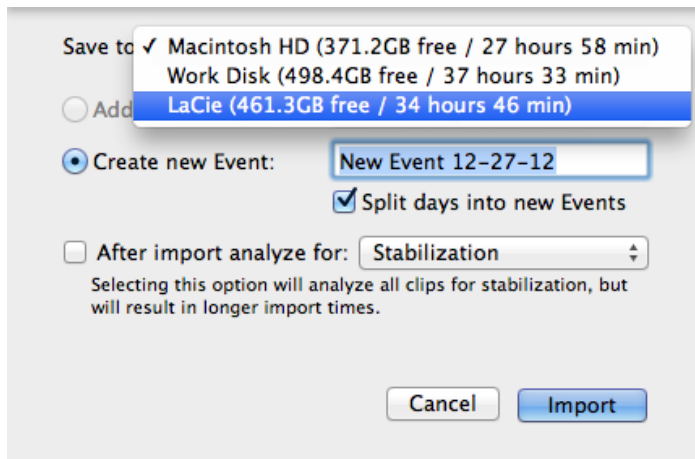 Save to
✓ Macintosh HD (371.2GB free / 27 hours 58 min)
Work Disk (498.4GB free / 37 hours 33 min)
LaCie (461.3GB free / 34 hours 46 min)
Add
Create new Event: New Event 12-27-12
Split days into new Events
After import analyze for: Stabilization
Selecting this option will analyze all clips for stabilization, but
will result in longer import times.
Cancel Import